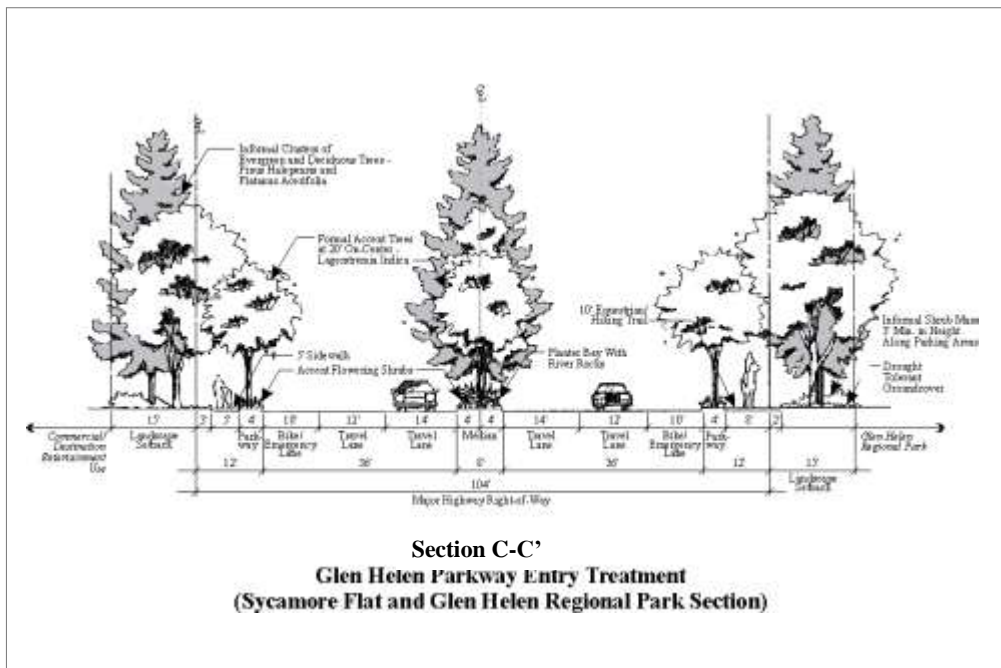 Informal Clusters of
Evergreen and Deciduous Trees -
Pinus Halepensis and
Platanus Acerifolia
Formal Accent Trees
at 20' On-Center -
Lagerstremia Indica
10' Equestrian/
Hiking Trail
Informal Shrub Mass
3' Min. in Height
Along Parking Areas
5' Sidewalk
Accent Flowering Shrubs
Planter Bay With
River Rocks
Drought
Tolerant
Groundcover
15' 3' 5' 4' 10' 12' 14' 4' 4' 14' 12' 10' 4' 8' 2'
Commercial/
Destination
Entertainment
Use
Landscape
Setback
Park-
way
Bike/
Emergency
Lane
Travel
Lane
Travel
Lane
Median
Travel
Lane
Travel
Lane
Bike/
Emergency
Lane
Park-
way
Glen Helen
Regional Park
12' 36' 8' 36' 12' 15'
Landscape
Setback
104'
Major Highway Right-of-Way
Section C-C’
Glen Helen Parkway Entry Treatment
(Sycamore Flat and Glen Helen Regional Park Section)